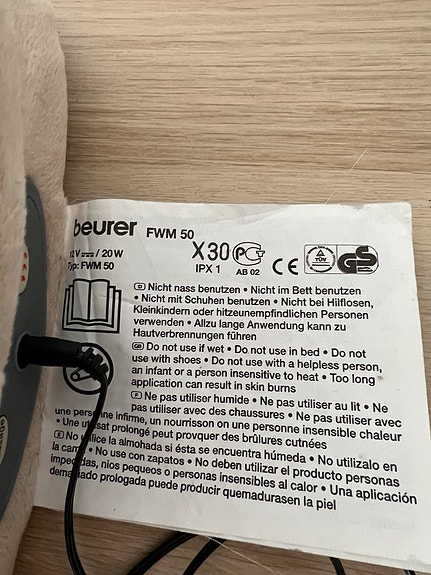 beurer FWM 50
12 V / 20 W
Typ: FWM 50
X30
IPX 1
PCT
AB 02
CE
TÜV
GS
D Nicht nass benutzen • Nicht im Bett benutzen
• Nicht mit Schuhen benutzen • Nicht bei Hilflosen,
Kleinkindern oder hitzeunempfindlichen Personen
verwenden • Allzu lange Anwendung kann zu
Hautverbrennungen führen
GB Do not use if wet • Do not use in bed • Do not
use with shoes • Do not use with a helpless person,
an infant or a person insensitive to heat • Too long
application can result in skin burns
F Ne pas utiliser humide • Ne pas utiliser au lit • Ne
pas utiliser avec des chaussures • Ne pas utiliser avec
une personne infirme, un nourrisson on une personne insensible chaleur
• Une utilisat prolongé peut provquer des brûlures cutnées
E No utilice la almohada si ésta se encuentra húmeda • No utilizalo en
la cama • No use con zapatos • No deben utilizar el producto personas
impedidas, nios pequeos o personas insensibles al calor • Una aplicación
demasiado prologada puede producir quemadurasen la piel